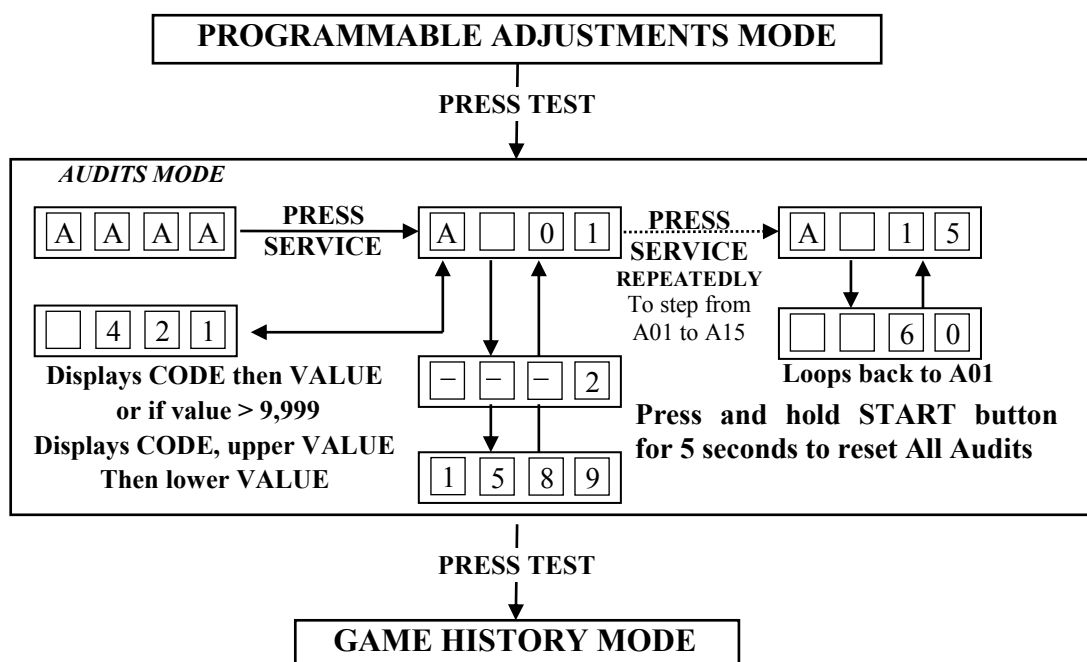 PROGRAMMABLE ADJUSTMENTS MODE
PRESS TEST
AUDITS MODE
A A A A
PRESS
SERVICE
A 0 1
PRESS
SERVICE
REPEATEDLY
To step from
A01 to A15
A 1 5
4 2 1
6 0
Displays CODE then VALUE
or if value > 9,999
Displays CODE, upper VALUE
Then lower VALUE
– – – 2
1 5 8 9
Loops back to A01
Press and hold START button
for 5 seconds to reset All Audits
PRESS TEST
GAME HISTORY MODE